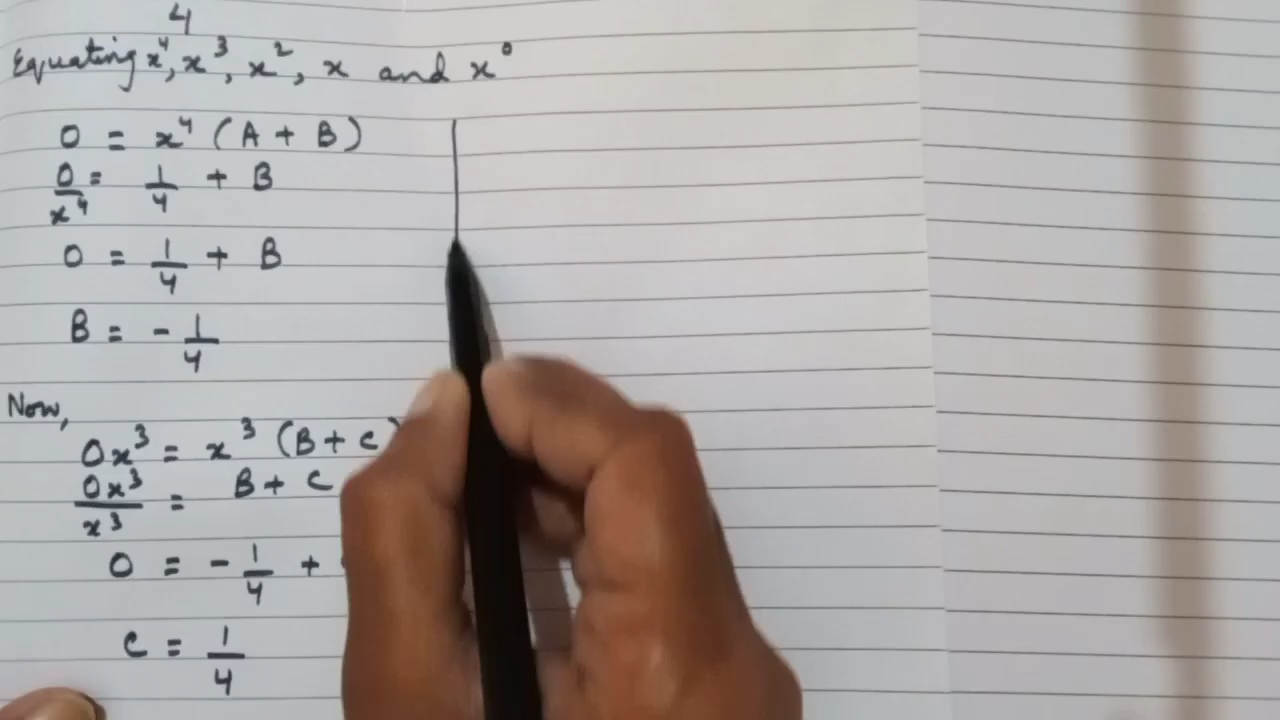 4
Equating x⁴, x³, x², x and x⁰
0 = x⁴ (A + B)
0/x⁴ = 1/4 + B
0 = 1/4 + B
B = - 1/4
Now,
0x³ = x³ (B + C)
0x³/x³ = B + C
0 = - 1/4 +
C = 1/4